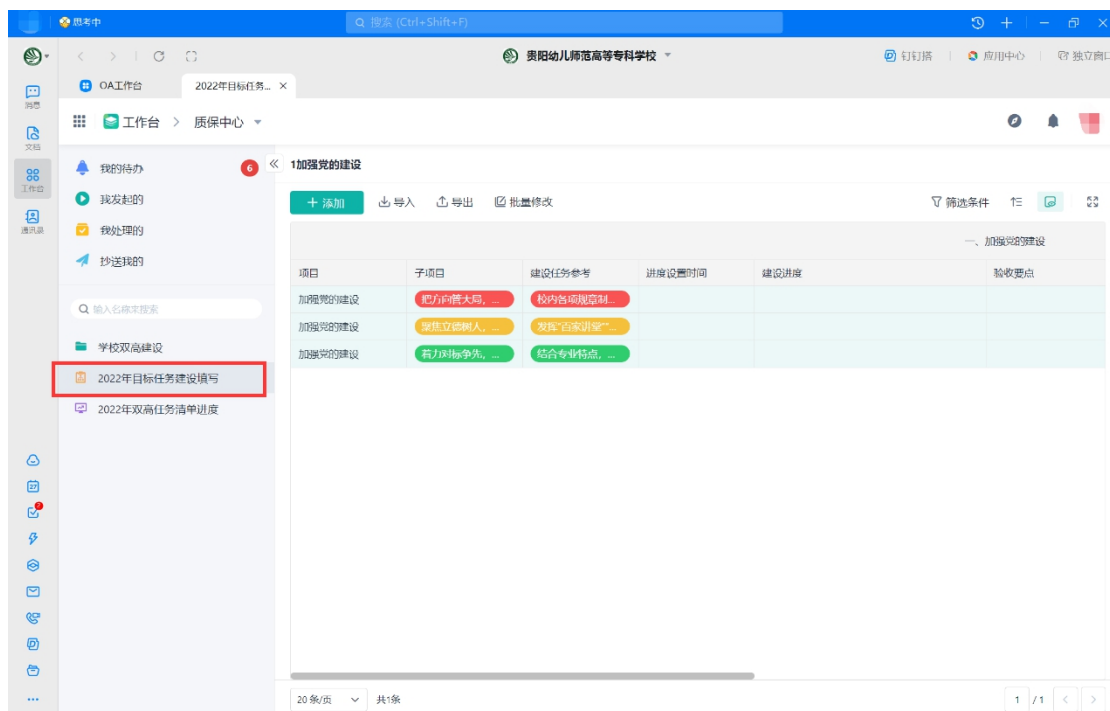 思考中
搜索 (Ctrl+Shift+F)
贵阳幼儿师范高等专科学校
钉钉搭
应用中心
独立窗口
OA工作台
2022年目标任务...
工作台 > 质保中心
消息
文档
工作台
通讯录
27
我的待办
6
我发起的
我处理的
抄送我的
输入名称来搜索
学校双高建设
2022年目标任务建设填写
2022年双高任务清单进度
1加强党的建设
添加
导入
导出
批量修改
筛选条件
一、加强党的建设
项目 子项目 建设任务参考 进度设置时间 建设进度 验收要点
加强党的建设 把方向管大局, ... 校内各项规章制...
加强党的建设 聚焦立德树人, ... 发挥"百家讲堂"...
加强党的建设 着力对标争先, ... 结合专业特点, ...
20 条/页 共1条 1 /1